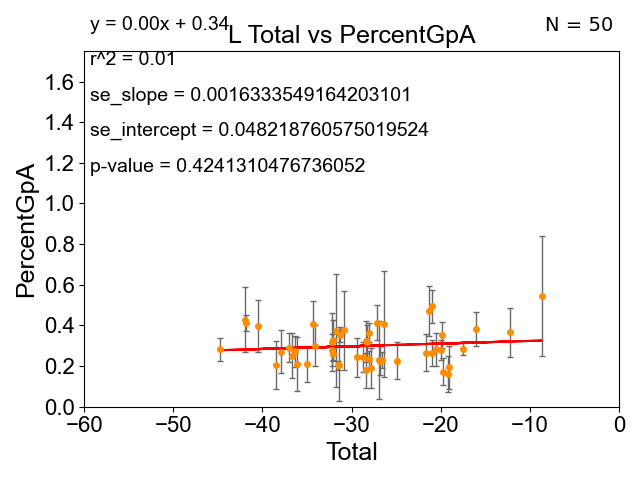 y = 0.00x + 0.34
N = 50
L Total vs PercentGpA
r^2 = 0.01
se_slope = 0.0016333549164203101
se_intercept = 0.048218760575019524
p-value = 0.4241310476736052
PercentGpA
1.6
1.4
1.2
1.0
0.8
0.6
0.4
0.2
0.0
−60 −50 −40 −30 −20 −10 0
Total